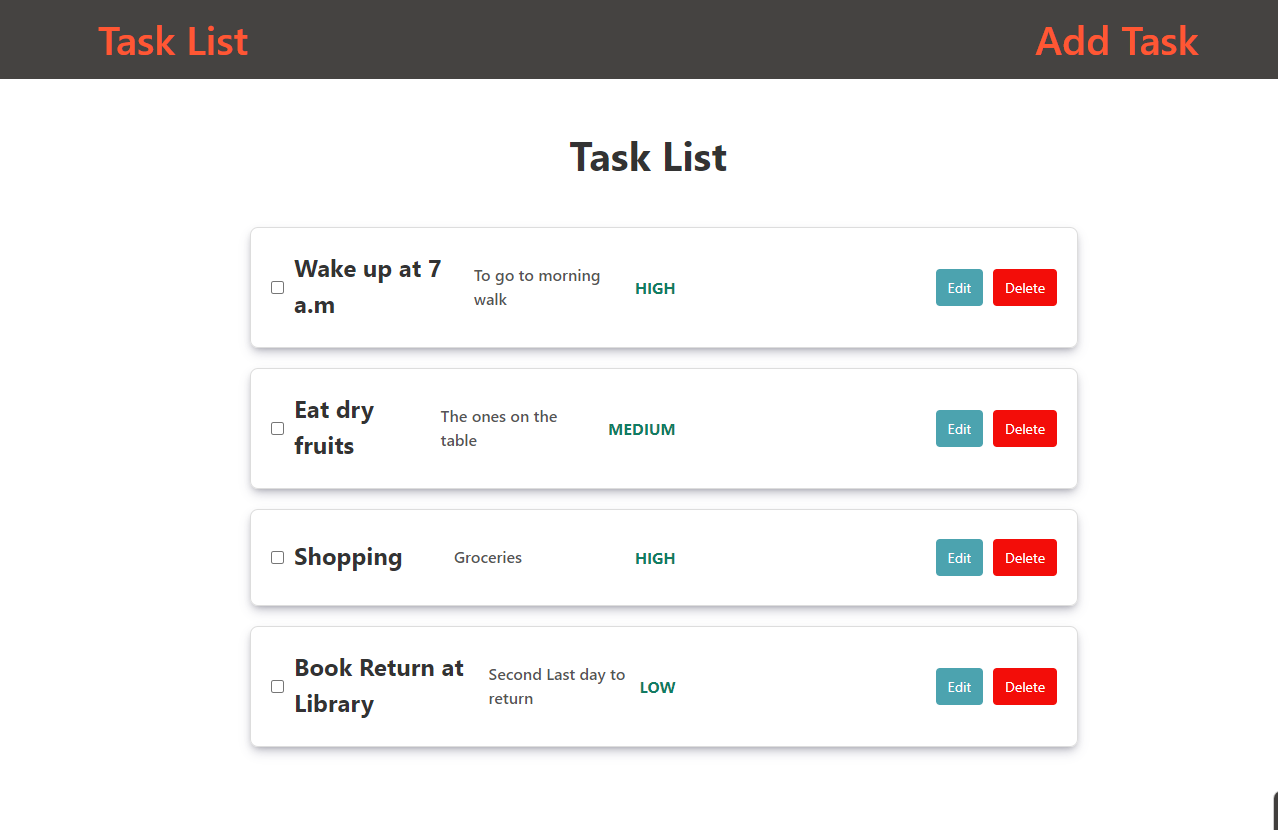 Task List
Add Task
Task List
Wake up at 7
a.m
To go to morning
walk
HIGH
Edit
Delete
Eat dry
fruits
The ones on the
table
MEDIUM
Edit
Delete
Shopping
Groceries
HIGH
Edit
Delete
Book Return at
Library
Second Last day to
return
LOW
Edit
Delete